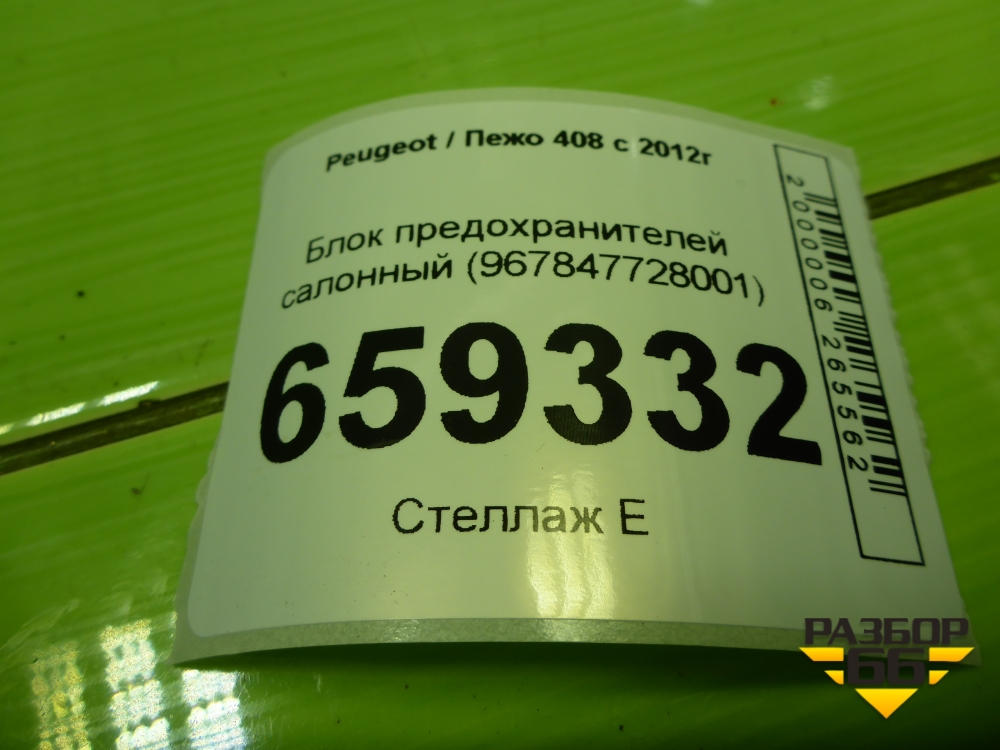 Peugeot / Пежо 408 с 2012г
Блок предохранителей
салонный (967847728001)
659332
Стеллаж Е
2000006265562
РАЗБОР
66